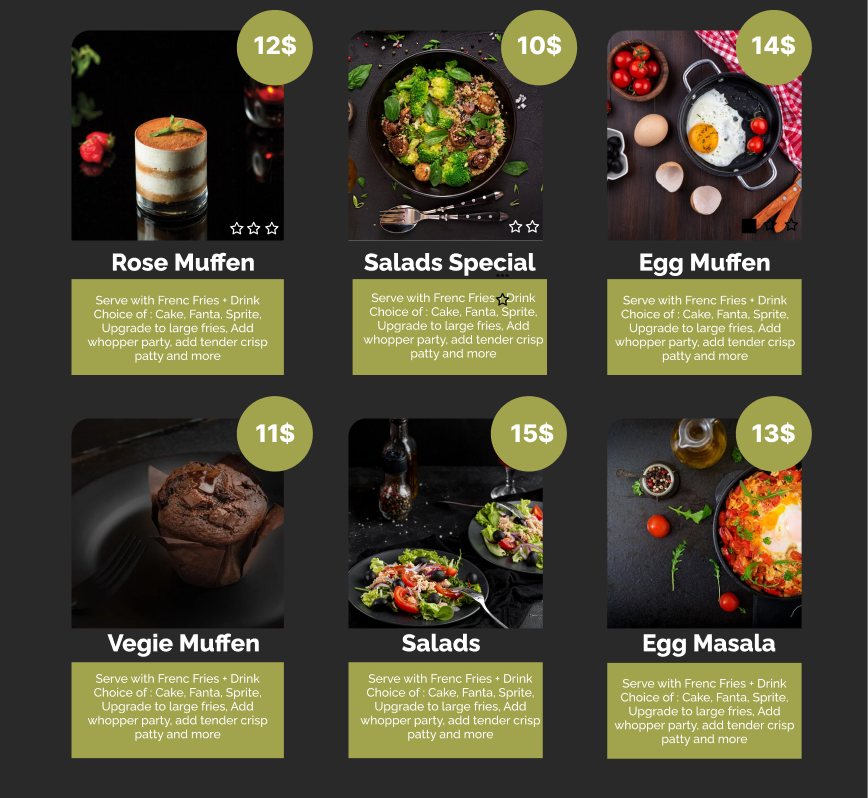 12$
10$
14$
Rose Muffen
Salads Special
Egg Muffen
Serve with Frenc Fries + Drink
Choice of : Cake, Fanta, Sprite,
Upgrade to large fries, Add
whopper party, add tender crisp
patty and more
Serve with Frenc Fries + Drink
Choice of : Cake, Fanta, Sprite,
Upgrade to large fries, Add
whopper party, add tender crisp
patty and more
Serve with Frenc Fries + Drink
Choice of : Cake, Fanta, Sprite,
Upgrade to large fries, Add
whopper party, add tender crisp
patty and more
11$
15$
13$
Vegie Muffen
Salads
Egg Masala
Serve with Frenc Fries + Drink
Choice of : Cake, Fanta, Sprite,
Upgrade to large fries, Add
whopper party, add tender crisp
patty and more
Serve with Frenc Fries + Drink
Choice of : Cake, Fanta, Sprite,
Upgrade to large fries, Add
whopper party, add tender crisp
patty and more
Serve with Frenc Fries + Drink
Choice of : Cake, Fanta, Sprite,
Upgrade to large fries, Add
whopper party, add tender crisp
patty and more